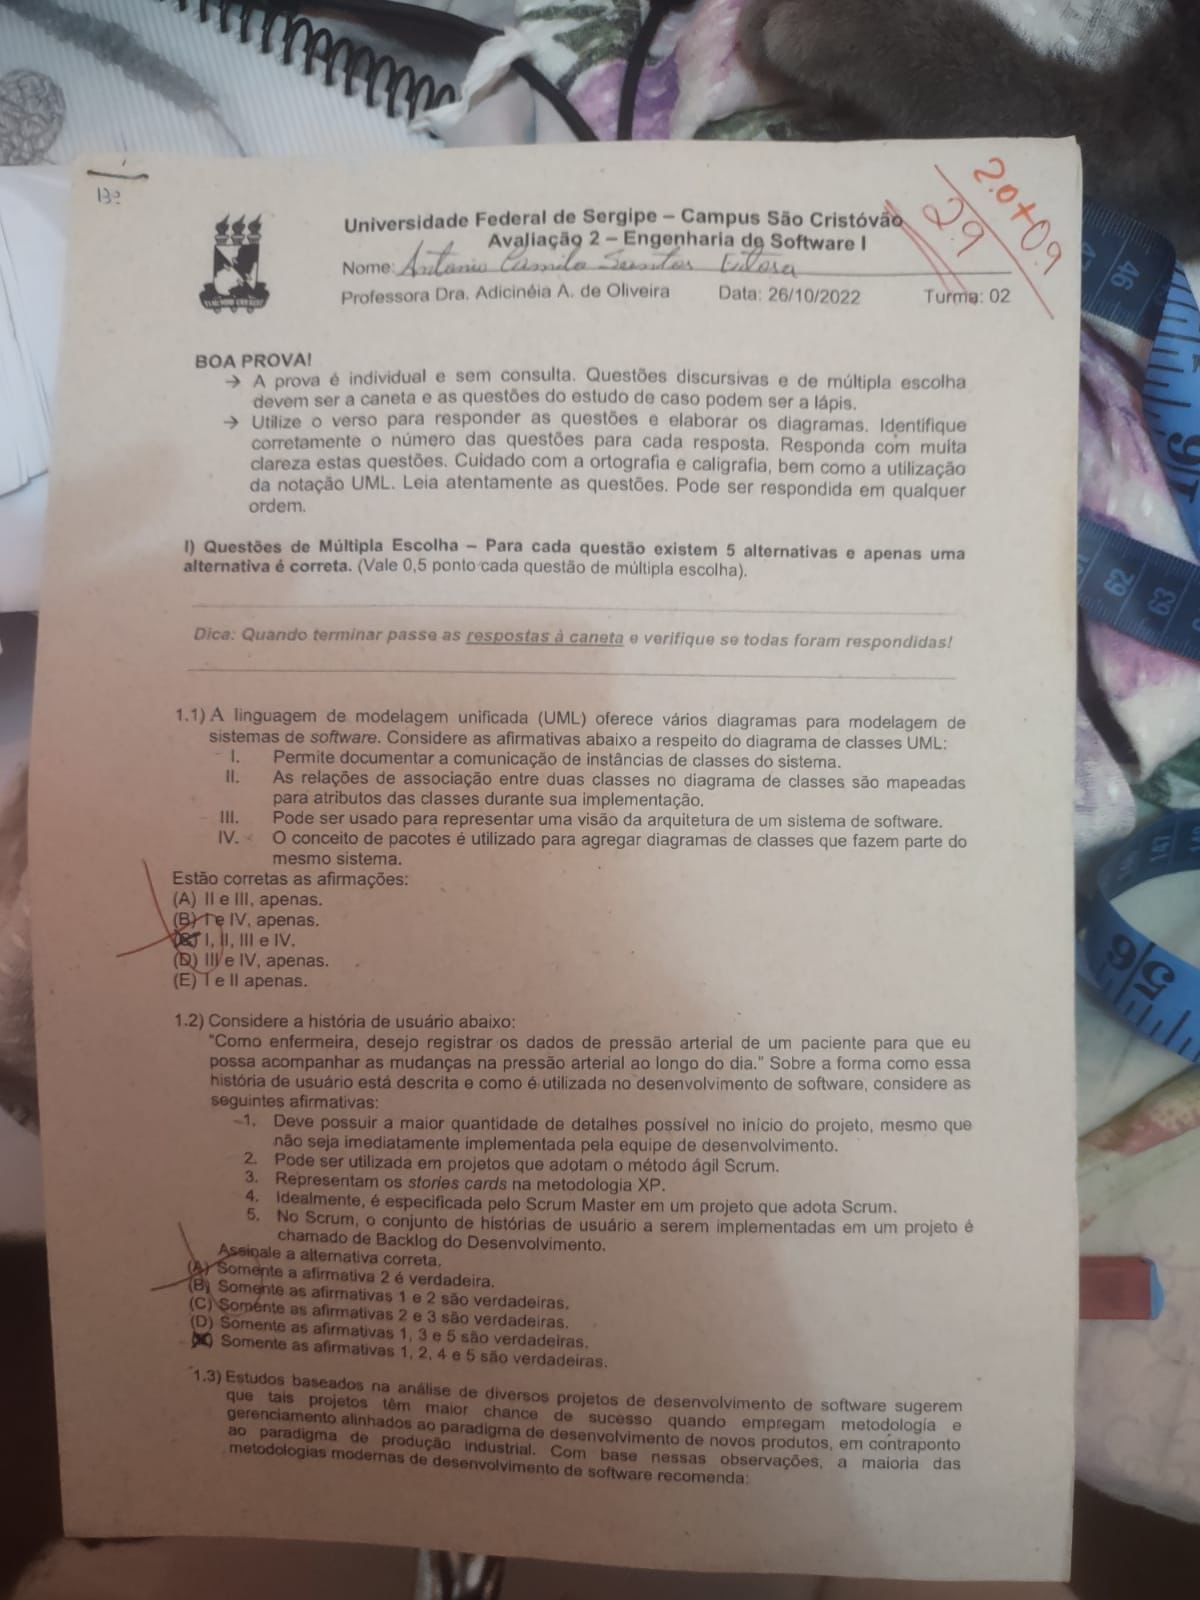 13º
2.0+0.9
2.9
Universidade Federal de Sergipe – Campus São Cristóvão
Avaliação 2 – Engenharia de Software I
Nome: Antonio Camilo Santos
Professora Dra. Adicinéia A. de Oliveira Data: 26/10/2022 Turma: 02
BOA PROVA!
→ A prova é individual e sem consulta. Questões discursivas e de múltipla escolha
devem ser a caneta e as questões do estudo de caso podem ser a lápis.
→ Utilize o verso para responder as questões e elaborar os diagramas. Identifique
corretamente o número das questões para cada resposta. Responda com muita
clareza estas questões. Cuidado com a ortografia e caligrafia, bem como a utilização
da notação UML. Leia atentamente as questões. Pode ser respondida em qualquer
ordem.
I) Questões de Múltipla Escolha – Para cada questão existem 5 alternativas e apenas uma
alternativa é correta. (Vale 0,5 ponto cada questão de múltipla escolha).
Dica: Quando terminar passe as respostas à caneta e verifique se todas foram respondidas!
1.1) A linguagem de modelagem unificada (UML) oferece vários diagramas para modelagem de
sistemas de software. Considere as afirmativas abaixo a respeito do diagrama de classes UML:
I. Permite documentar a comunicação de instâncias de classes do sistema.
II. As relações de associação entre duas classes no diagrama de classes são mapeadas
para atributos das classes durante sua implementação.
III. Pode ser usado para representar uma visão da arquitetura de um sistema de software.
IV. O conceito de pacotes é utilizado para agregar diagramas de classes que fazem parte do
mesmo sistema.
Estão corretas as afirmações:
(A) II e III, apenas.
(B) I e IV, apenas.
(C) I, II, III e IV.
(D) III e IV, apenas.
(E) I e II apenas.
1.2) Considere a história de usuário abaixo:
"Como enfermeira, desejo registrar os dados de pressão arterial de um paciente para que eu
possa acompanhar as mudanças na pressão arterial ao longo do dia." Sobre a forma como essa
história de usuário está descrita e como é utilizada no desenvolvimento de software, considere as
seguintes afirmativas:
1. Deve possuir a maior quantidade de detalhes possível no início do projeto, mesmo que
não seja imediatamente implementada pela equipe de desenvolvimento.
2. Pode ser utilizada em projetos que adotam o método ágil Scrum.
3. Representam os stories cards na metodologia XP.
4. Idealmente, é especificada pelo Scrum Master em um projeto que adota Scrum.
5. No Scrum, o conjunto de histórias de usuário a serem implementadas em um projeto é
chamado de Backlog do Desenvolvimento.
Assinale a alternativa correta.
(A) Somente a afirmativa 2 é verdadeira.
(B) Somente as afirmativas 1 e 2 são verdadeiras.
(C) Somente as afirmativas 2 e 3 são verdadeiras.
(D) Somente as afirmativas 1, 3 e 5 são verdadeiras.
Somente as afirmativas 1, 2, 4 e 5 são verdadeiras.
1.3) Estudos baseados na análise de diversos projetos de desenvolvimento de software sugerem
que tais projetos têm maior chance de sucesso quando empregam metodologia e
gerenciamento alinhados ao paradigma de desenvolvimento de novos produtos, em contraponto
ao paradigma de produção industrial. Com base nessas observações, a maioria das
metodologias modernas de desenvolvimento de software recomenda:
46
29
63
56